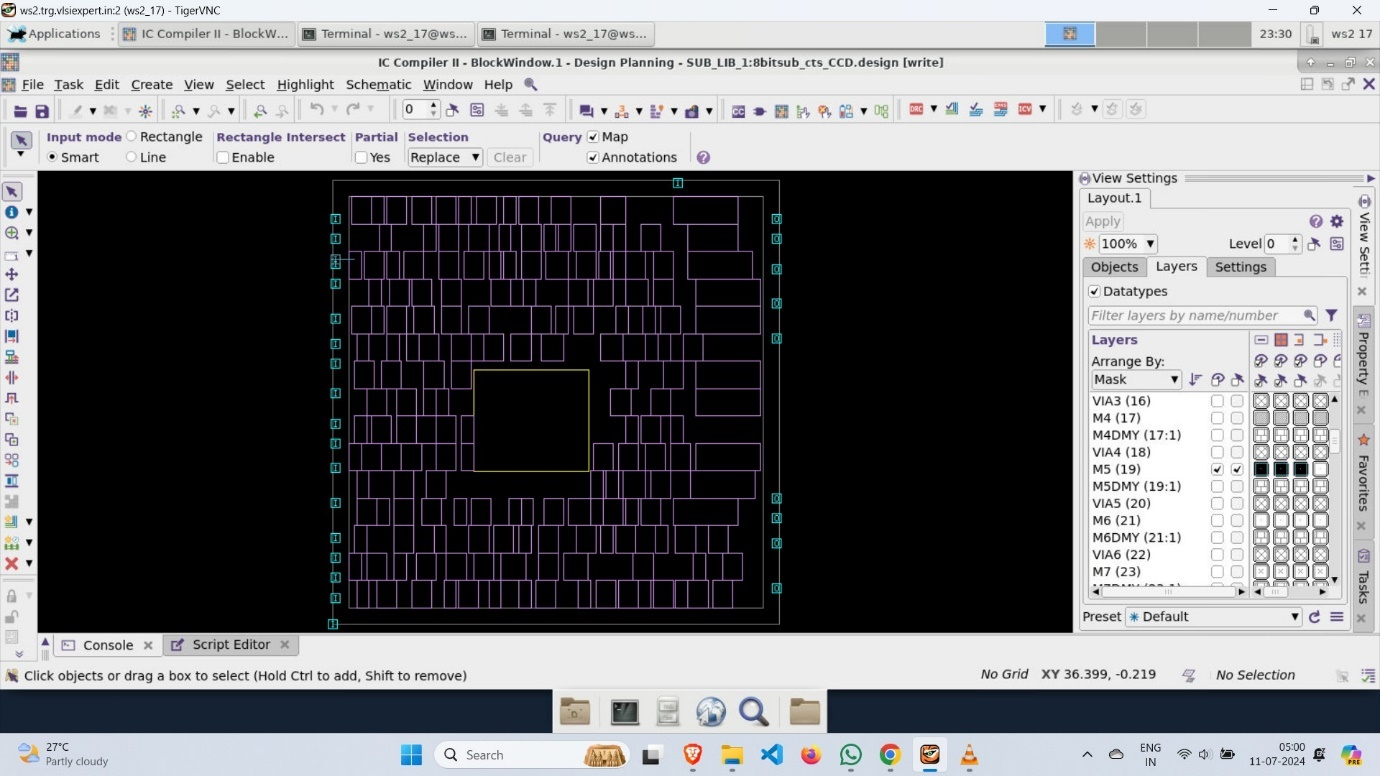 ws2.trg.vlsiexpert.in:2 (ws2_17) - TigerVNC
Applications
IC Compiler II - BlockW...
Terminal - ws2_17@ws...
Terminal - ws2_17@ws...
23:30
ws2 17
IC Compiler II - BlockWindow.1 - Design Planning - SUB_LIB_1:8bitsub_cts_CCD.design [write]
File Task Edit Create View Select Highlight Schematic Window Help
0
DRC
ICV
Input mode Rectangle Rectangle Intersect Partial Selection Query Map
Smart Line Enable Yes Replace Clear Annotations
View Settings
Layout.1
Apply
100% Level 0
Objects Layers Settings
Datatypes
Filter layers by name/number
Layers
Arrange By:
Mask
VIA3 (16)
M4 (17)
M4DMY (17:1)
VIA4 (18)
M5 (19)
M5DMY (19:1)
VIA5 (20)
M6 (21)
M6DMY (21:1)
VIA6 (22)
M7 (23)
Preset Default
View Setti
Property E
Favorites
Tasks
Console
Script Editor
Click objects or drag a box to select (Hold Ctrl to add, Shift to remove)
No Grid XY 36.399, -0.219 No Selection
27°C
Partly cloudy
Search
ENG
IN
05:00
11-07-2024
PRE